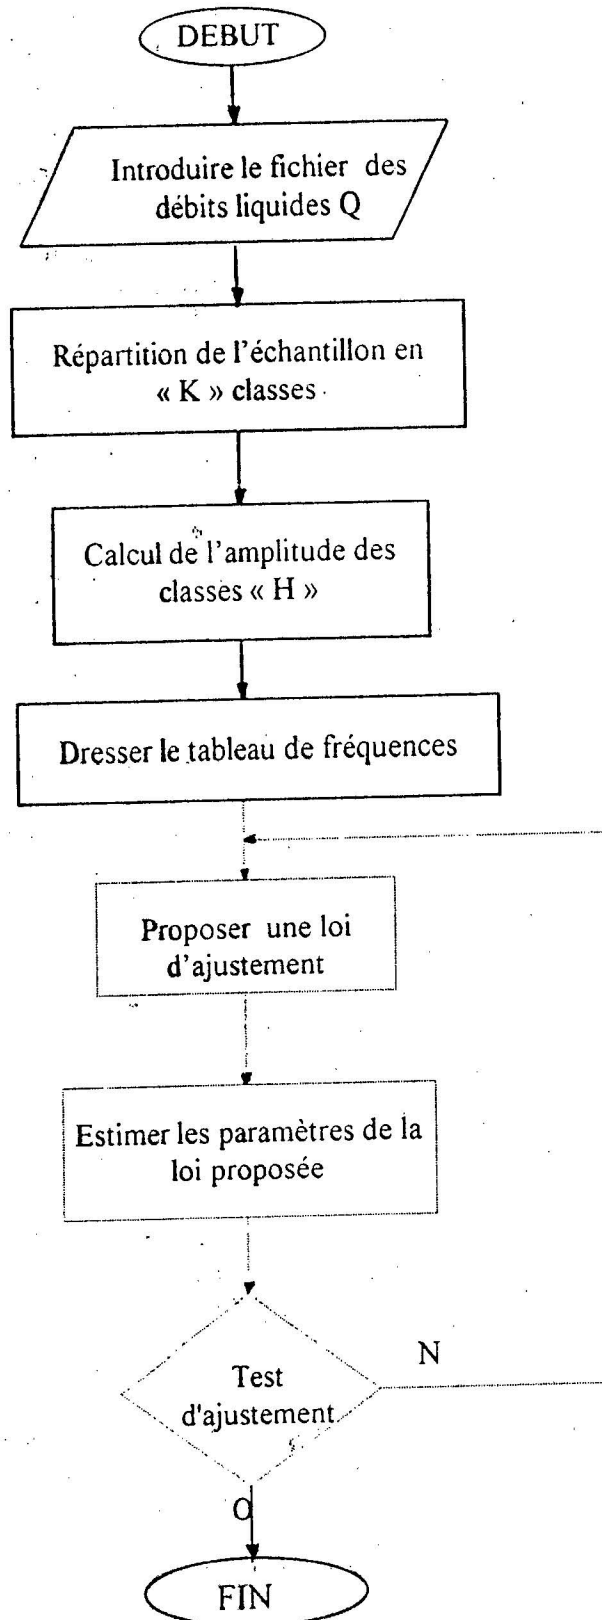 DEBUT
Introduire le fichier des
débits liquides Q
Répartition de l'échantillon en
« K » classes
Calcul de l'amplitude des
classes « H »
Dresser le tableau de fréquences
Proposer une loi
d'ajustement
Estimer les paramètres de la
loi proposée
N
Test
d'ajustement
O
FIN